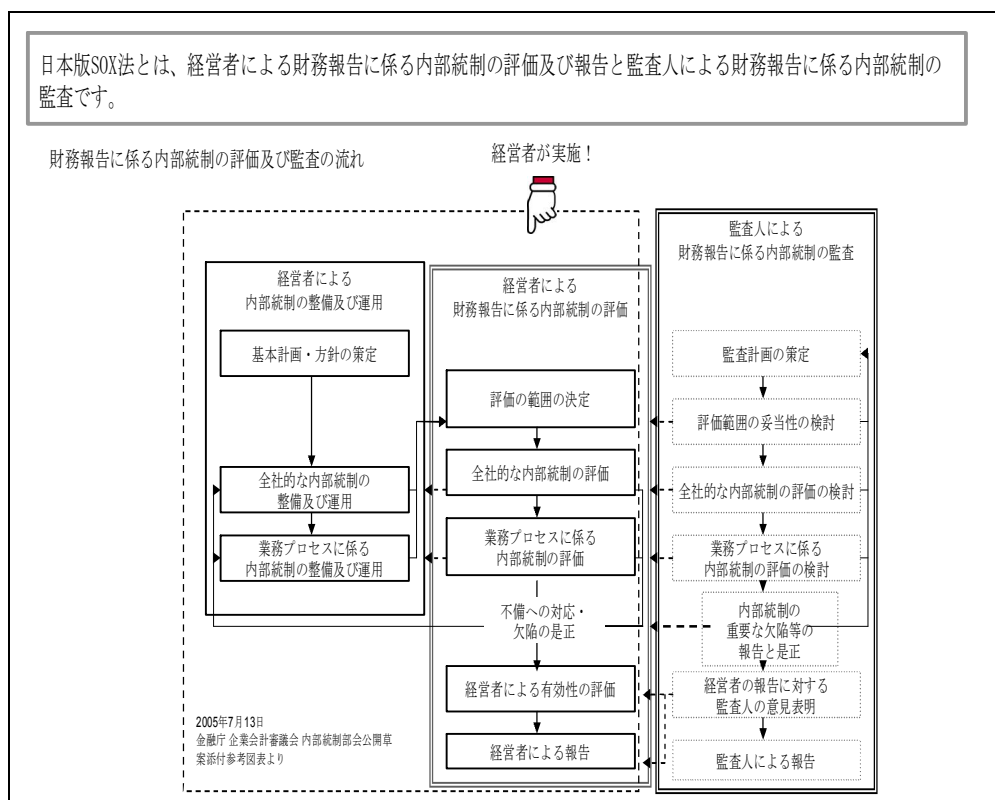 日本版SOX法とは、経営者による財務報告に係る内部統制の評価及び報告と監査人による財務報告に係る内部統制の
監査です。
財務報告に係る内部統制の評価及び監査の流れ
経営者が実施！
経営者による
内部統制の整備及び運用
基本計画・方針の策定
全社的な内部統制の
整備及び運用
業務プロセスに係る
内部統制の整備及び運用
経営者による
財務報告に係る内部統制の評価
評価の範囲の決定
全社的な内部統制の評価
業務プロセスに係る
内部統制の評価
不備への対応・
欠陥の是正
経営者による有効性の評価
経営者による報告
監査人による
財務報告に係る内部統制の監査
監査計画の策定
評価範囲の妥当性の検討
全社的な内部統制の評価の検討
業務プロセスに係る
内部統制の評価の検討
内部統制の
重要な欠陥等の
報告と是正
経営者の報告に対する
監査人の意見表明
監査人による報告
2005年7月13日
金融庁 企業会計審議会 内部統制部会公開草
案添付参考図表より